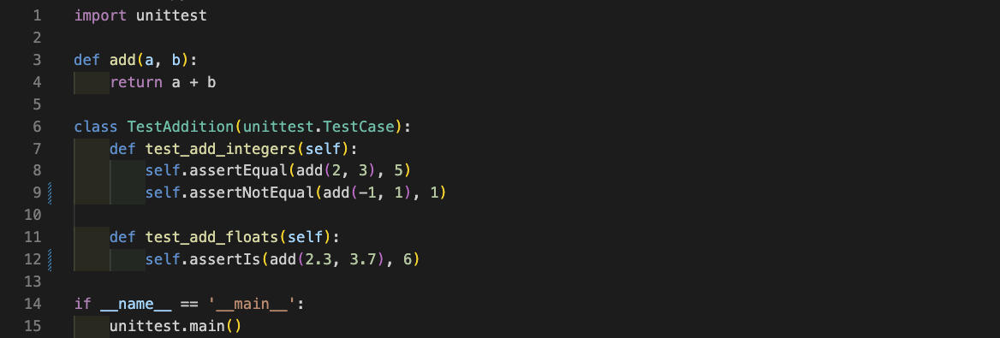 1 import unittest
2
3 def add(a, b):
4     return a + b
5
6 class TestAddition(unittest.TestCase):
7     def test_add_integers(self):
8         self.assertEqual(add(2, 3), 5)
9         self.assertNotEqual(add(-1, 1), 1)
10
11     def test_add_floats(self):
12         self.assertIs(add(2.3, 3.7), 6)
13
14 if __name__ == '__main__':
15     unittest.main()